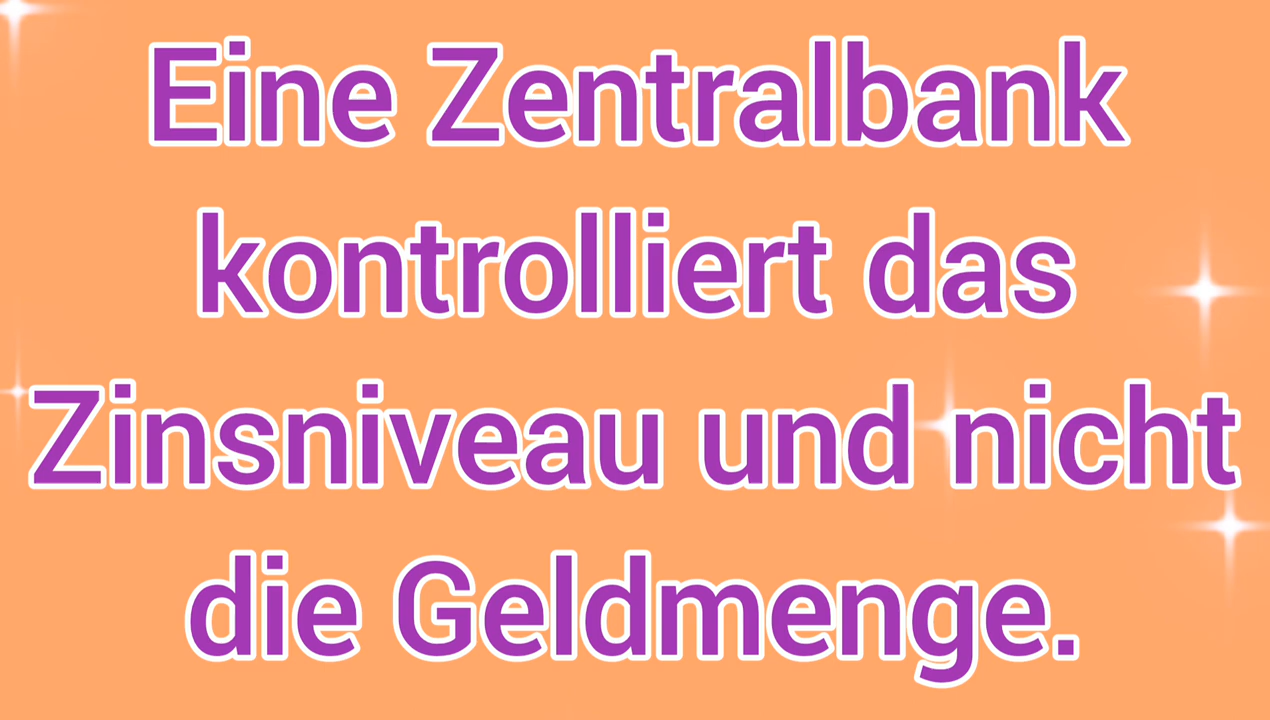 Eine Zentralbank
kontrolliert das
Zinsniveau und nicht
die Geldmenge.